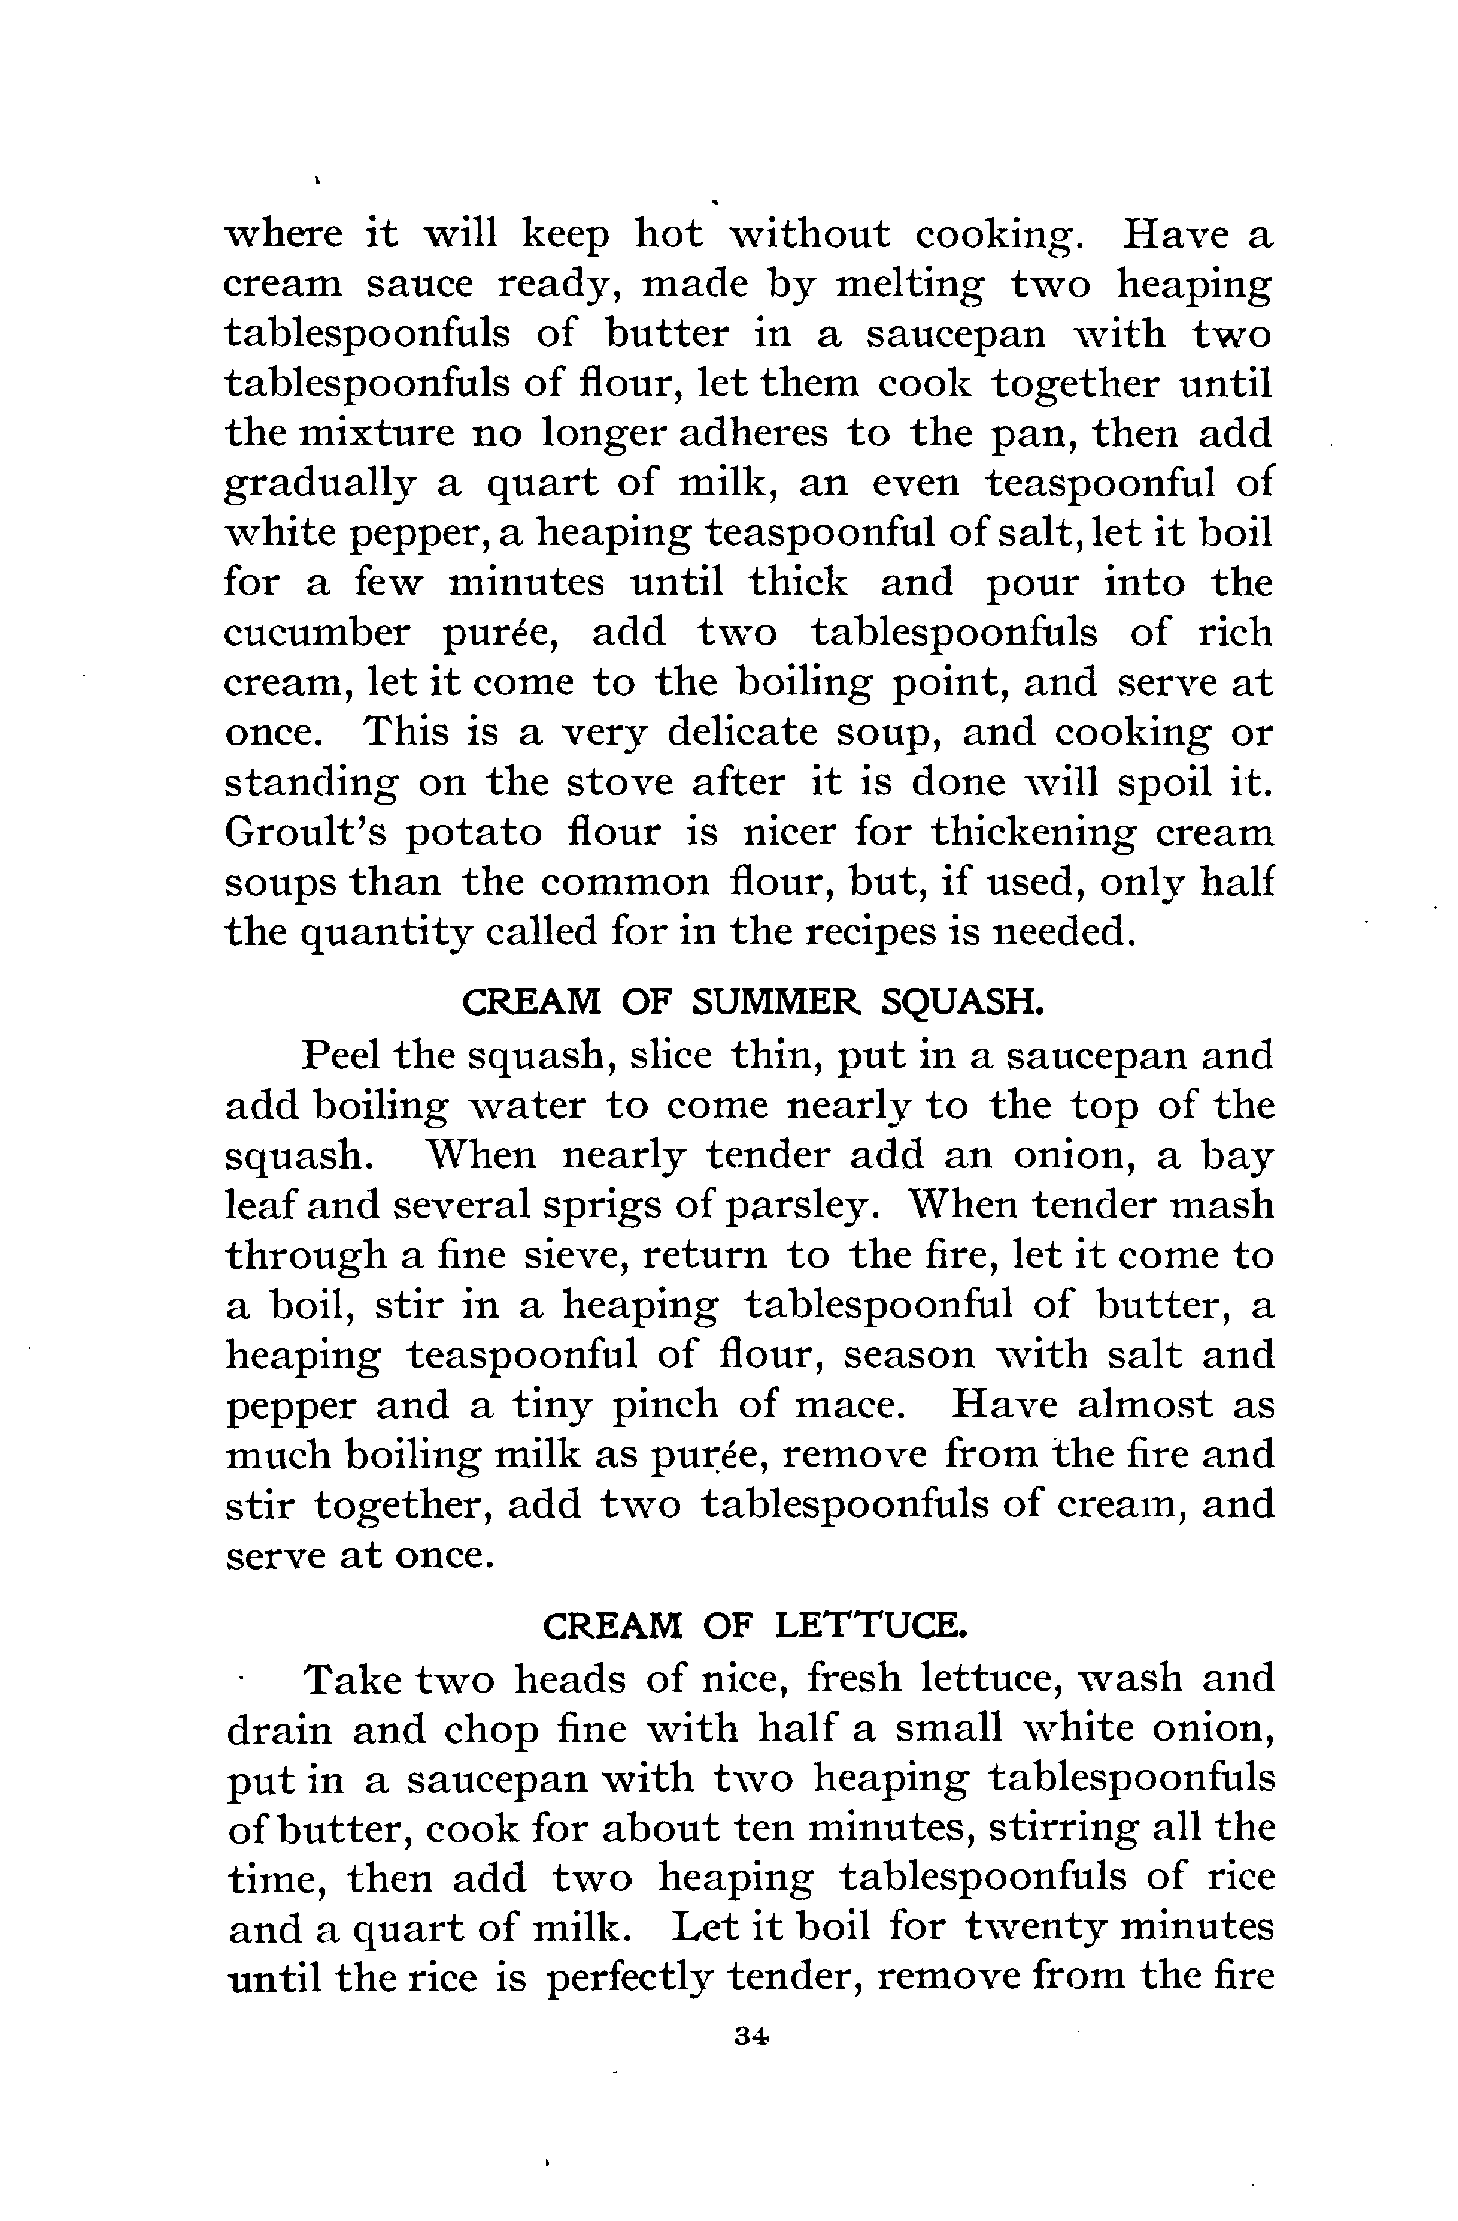 where it will keep hot without cooking. Have a
cream sauce ready, made by melting two heaping
tablespoonfuls of butter in a saucepan with two
tablespoonfuls of flour, let them cook together until
the mixture no longer adheres to the pan, then add
gradually a quart of milk, an even teaspoonful of
white pepper, a heaping teaspoonful of salt, let it boil
for a few minutes until thick and pour into the
cucumber purée, add two tablespoonfuls of rich
cream, let it come to the boiling point, and serve at
once. This is a very delicate soup, and cooking or
standing on the stove after it is done will spoil it.
Groult's potato flour is nicer for thickening cream
soups than the common flour, but, if used, only half
the quantity called for in the recipes is needed.
CREAM OF SUMMER SQUASH.
Peel the squash, slice thin, put in a saucepan and
add boiling water to come nearly to the top of the
squash. When nearly tender add an onion, a bay
leaf and several sprigs of parsley. When tender mash
through a fine sieve, return to the fire, let it come to
a boil, stir in a heaping tablespoonful of butter, a
heaping teaspoonful of flour, season with salt and
pepper and a tiny pinch of mace. Have almost as
much boiling milk as purée, remove from the fire and
stir together, add two tablespoonfuls of cream, and
serve at once.
CREAM OF LETTUCE.
Take two heads of nice, fresh lettuce, wash and
drain and chop fine with half a small white onion,
put in a saucepan with two heaping tablespoonfuls
of butter, cook for about ten minutes, stirring all the
time, then add two heaping tablespoonfuls of rice
and a quart of milk. Let it boil for twenty minutes
until the rice is perfectly tender, remove from the fire
34